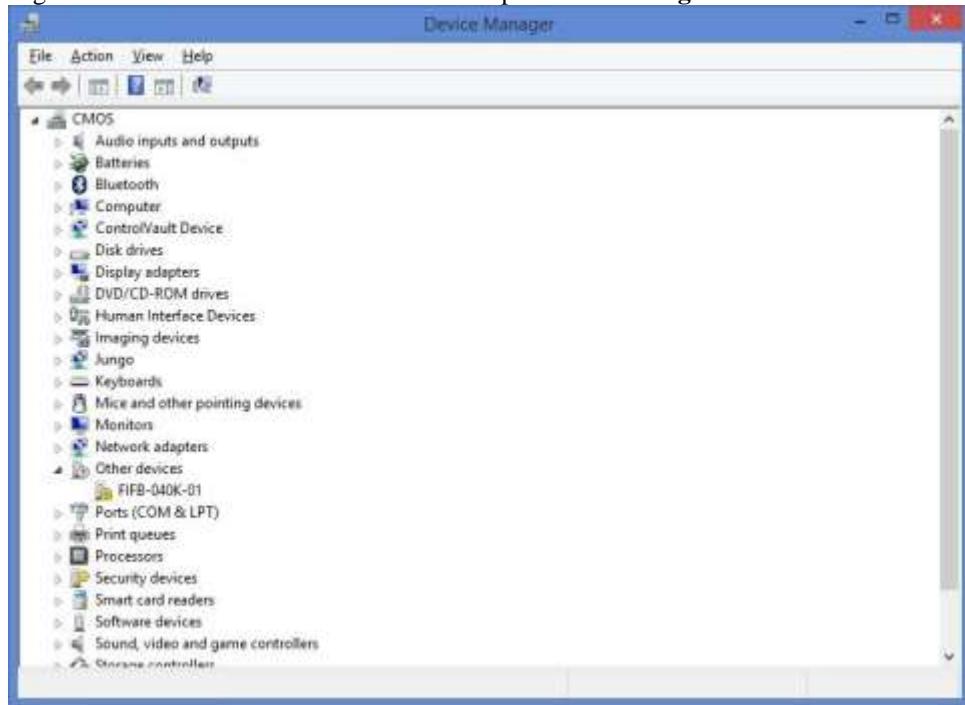 Device Manager
File Action View Help
CMOS
Audio inputs and outputs
Batteries
Bluetooth
Computer
ControlVault Device
Disk drives
Display adapters
DVD/CD-ROM drives
Human Interface Devices
Imaging devices
Jungo
Keyboards
Mice and other pointing devices
Monitors
Network adapters
Other devices
FIFB-040K-01
Ports (COM & LPT)
Print queues
Processors
Security devices
Smart card readers
Software devices
Sound, video and game controllers
Storage controllers